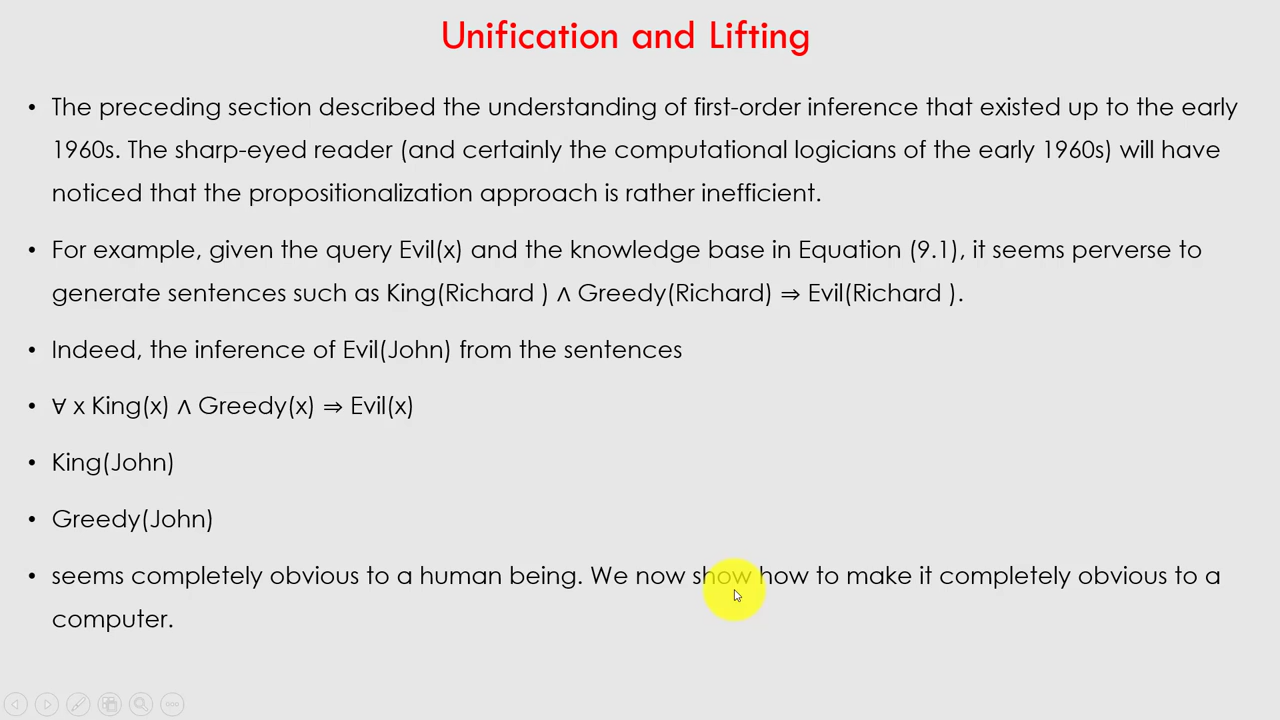 Unification and Lifting
• The preceding section described the understanding of first-order inference that existed up to the early
1960s. The sharp-eyed reader (and certainly the computational logicians of the early 1960s) will have
noticed that the propositionalization approach is rather inefficient.
• For example, given the query Evil(x) and the knowledge base in Equation (9.1), it seems perverse to
generate sentences such as King(Richard ) ∧ Greedy(Richard) ⇒ Evil(Richard ).
• Indeed, the inference of Evil(John) from the sentences
• ∀ x King(x) ∧ Greedy(x) ⇒ Evil(x)
• King(John)
• Greedy(John)
• seems completely obvious to a human being. We now show how to make it completely obvious to a
computer.